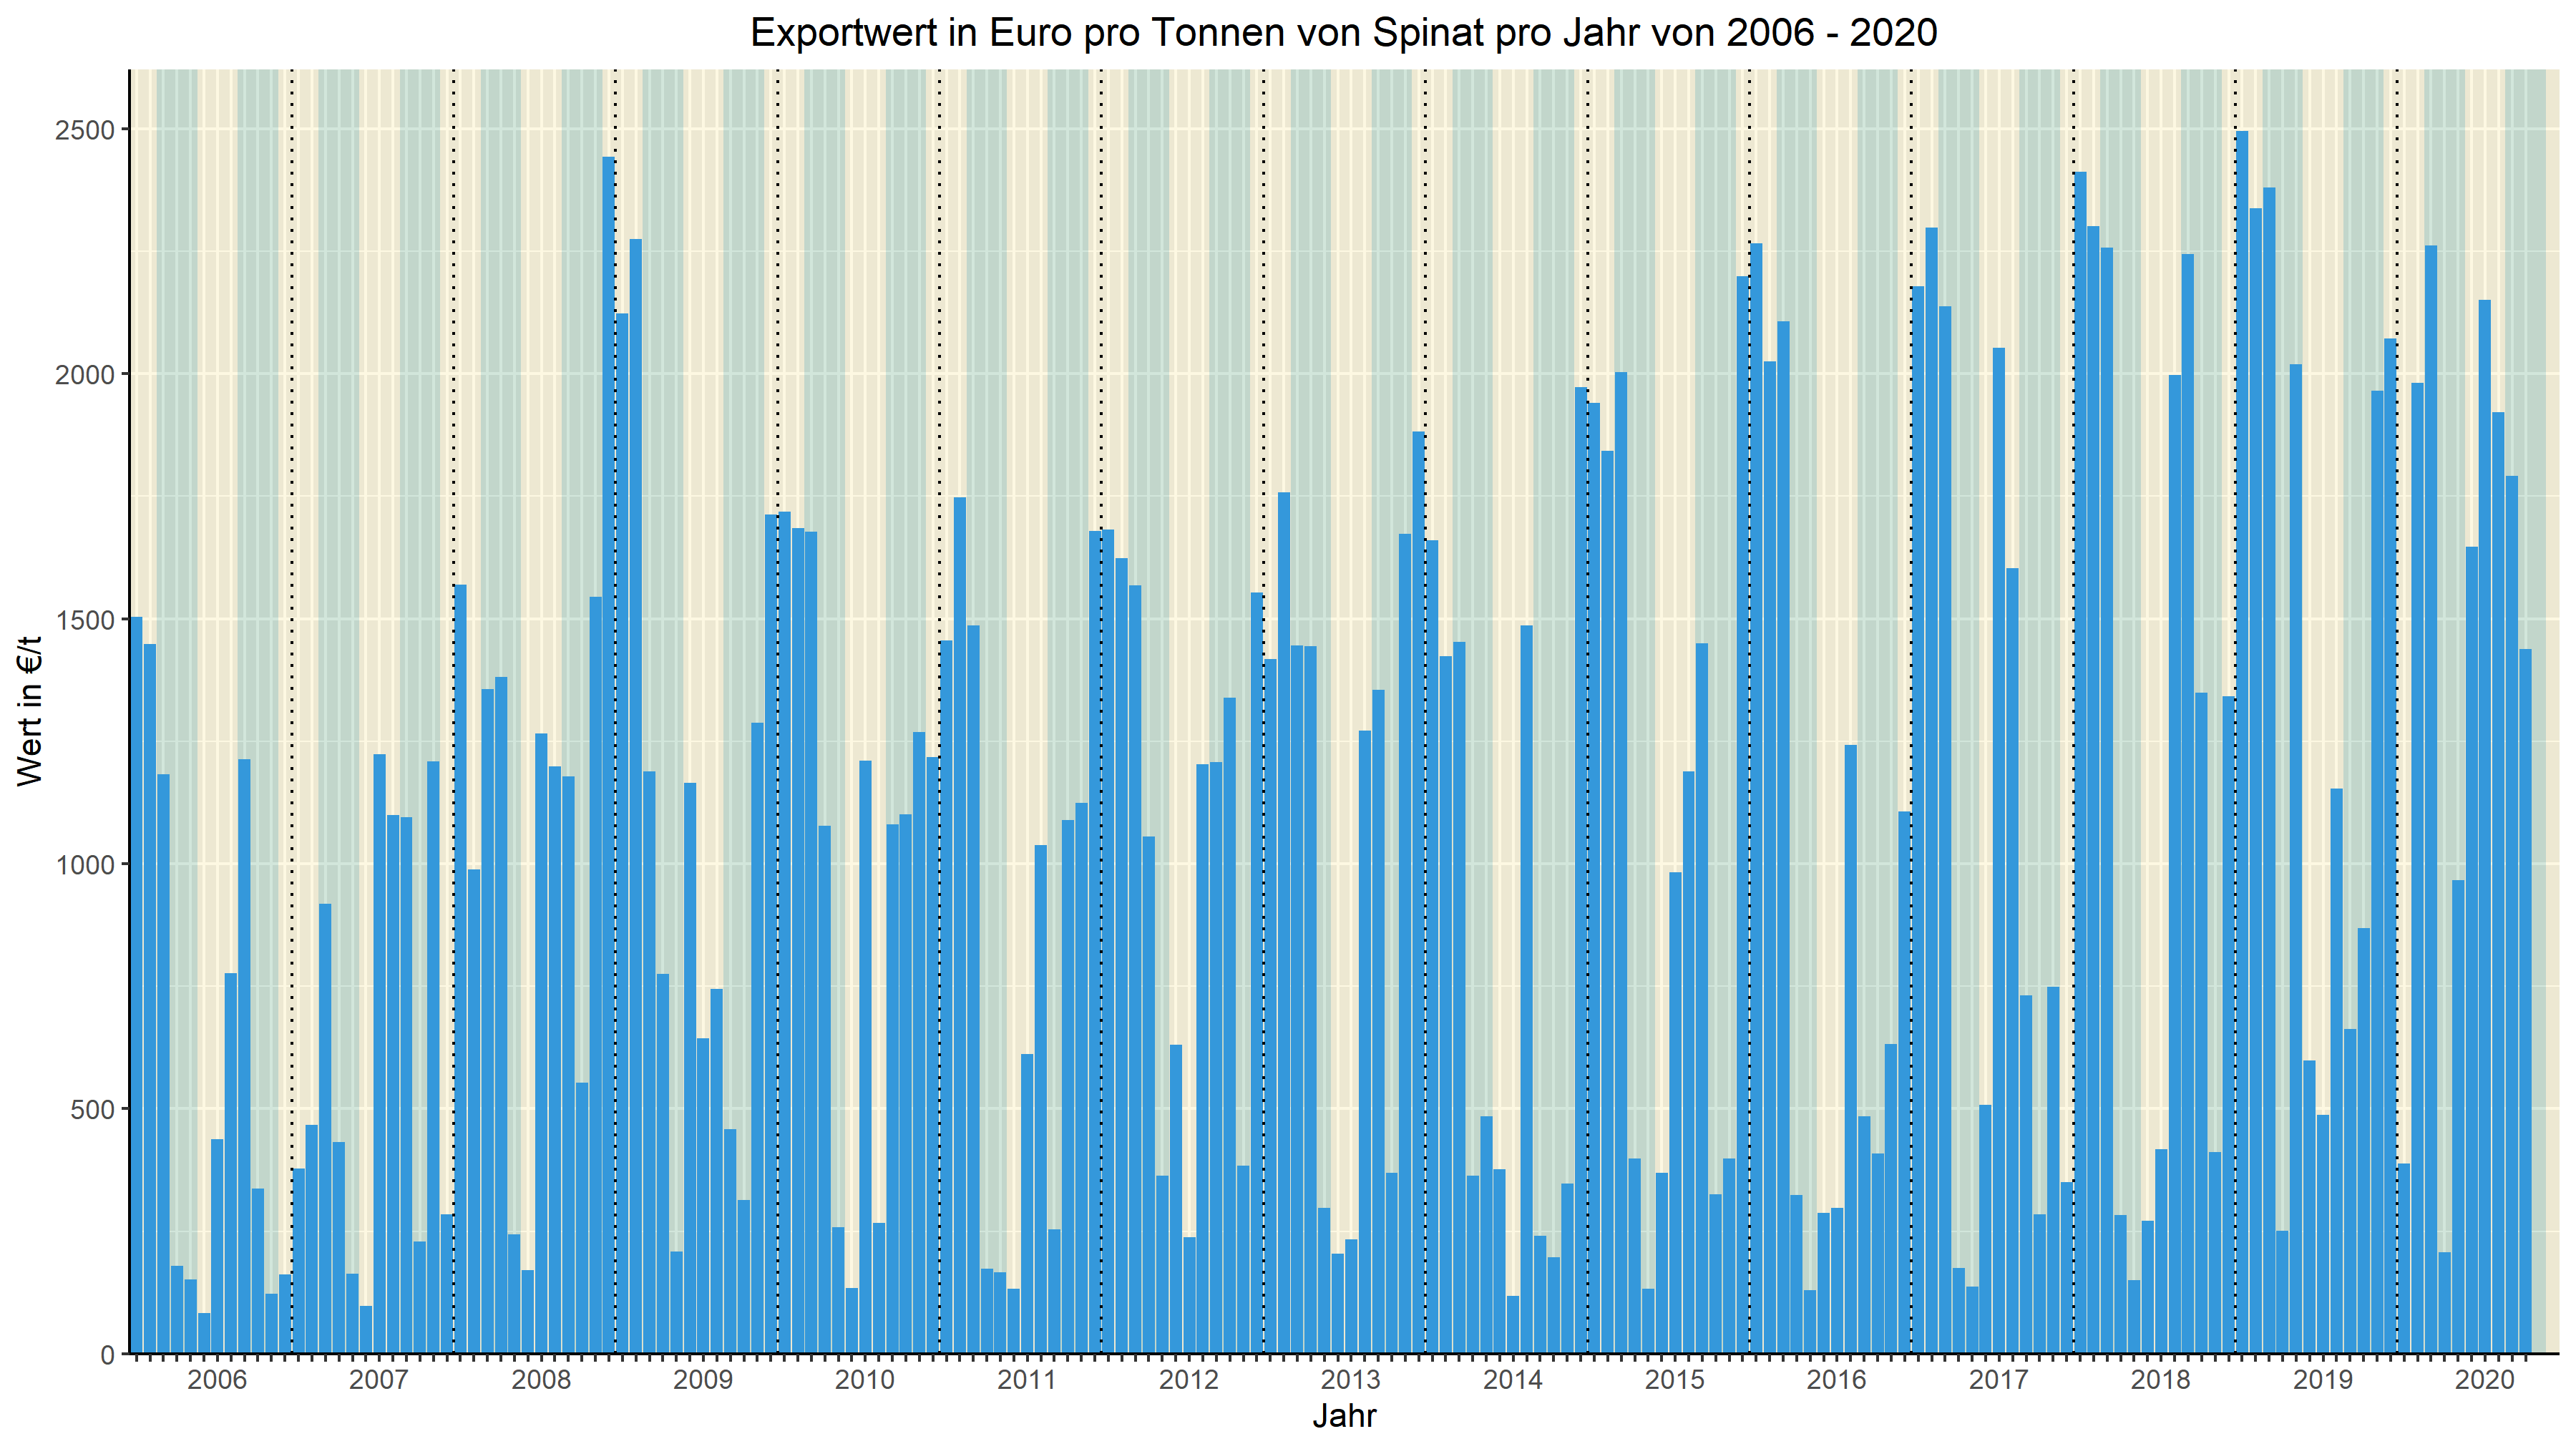 Exportwert in Euro pro Tonnen von Spinat pro Jahr von 2006 - 2020
2500
2000
1500
1000
500
0
Wert in €/t
2006 2007 2008 2009 2010 2011 2012 2013 2014 2015 2016 2017 2018 2019 2020
Jahr